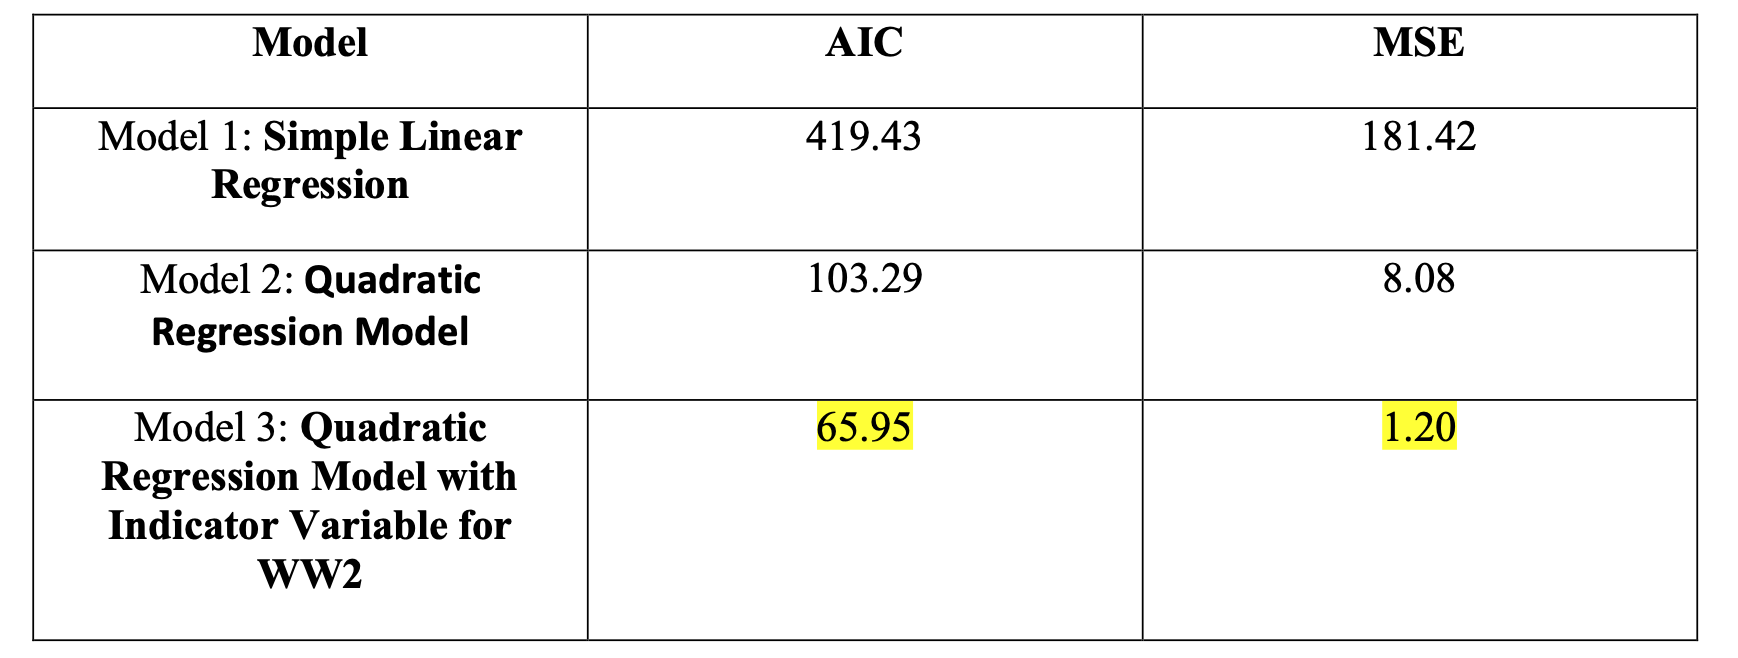 Model AIC MSE
Model 1: Simple Linear 419.43 181.42
Regression
Model 2: Quadratic 103.29 8.08
Regression Model
Model 3: Quadratic 65.95 1.20
Regression Model with
Indicator Variable for
WW2